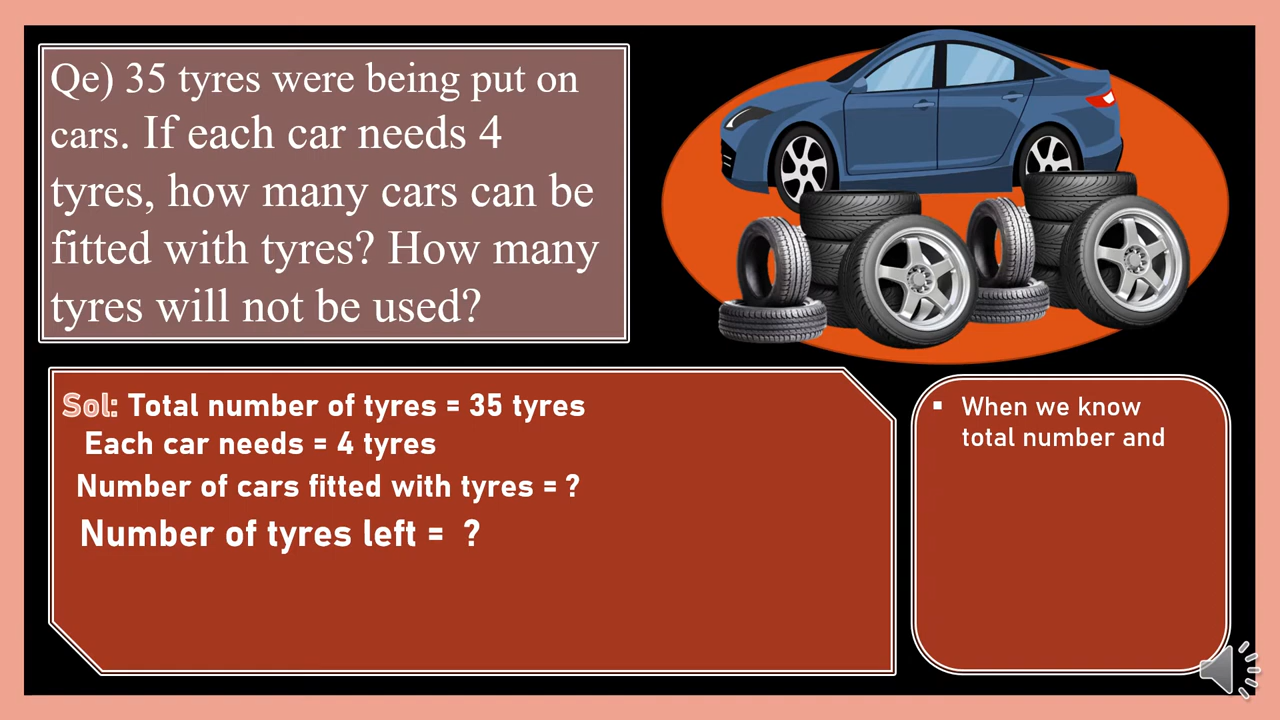 Qe) 35 tyres were being put on
cars. If each car needs 4
tyres, how many cars can be
fitted with tyres? How many
tyres will not be used?
Sol: Total number of tyres = 35 tyres
Each car needs = 4 tyres
Number of cars fitted with tyres = ?
Number of tyres left = ?
▪ When we know
total number and